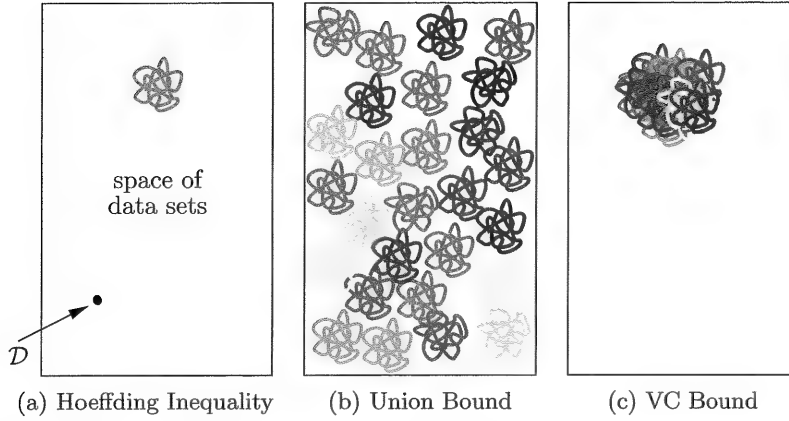 space of
data sets
D
(a) Hoeffding Inequality
(b) Union Bound
(c) VC Bound